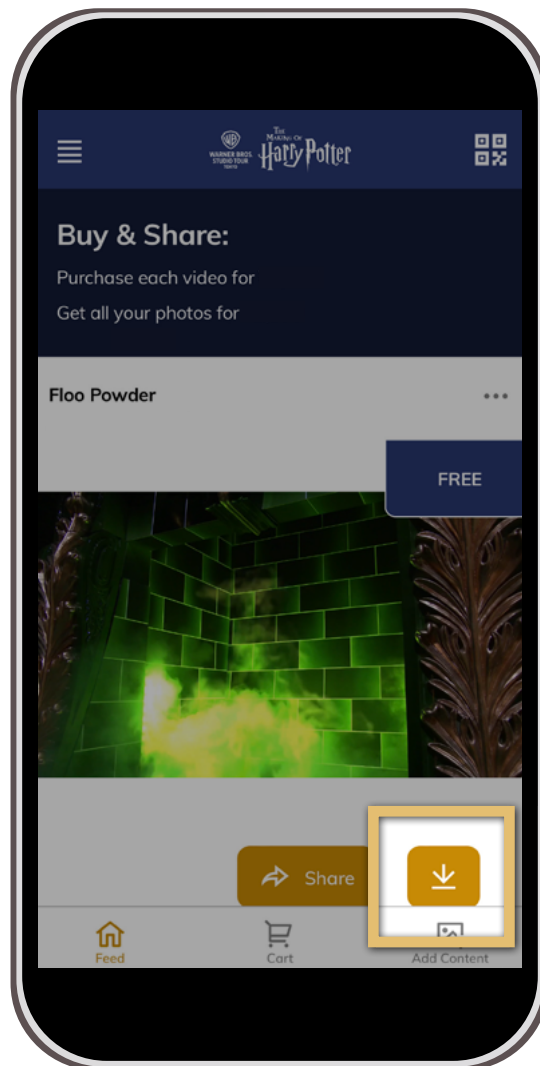 WB
WARNER BROS.
STUDIO TOUR
TOKYO
The
Making of
Harry Potter
Buy & Share:
Purchase each video for
Get all your photos for
Floo Powder
FREE
Share
Feed
Cart
Add Content